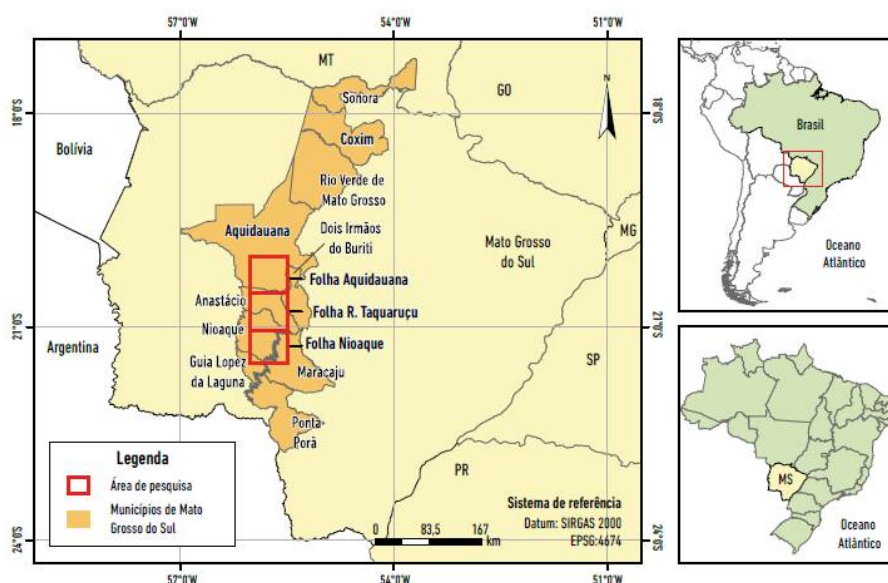 57°0'W
54°0'W
51°0'W
MT
GO
18°0'S
18°0'S
Sonora
Coxim
Bolívia
Rio Verde de
Mato Grosso
N
Aquidauana
Dois Irmãos
do Buriti
Mato Grosso
do Sul
MG
Folha Aquidauana
Anastácio
Folha R. Taquaruçu
Nioaque
21°0'S
21°0'S
Folha Nioaque
Argentina
Guia Lopez
da Laguna
Maracaju
SP
Ponta
Porã
PR
Legenda
Área de pesquisa
Municípios de Mato
Grosso do Sul
Sistema de referência
Datum: SIRGAS 2000
EPSG:4674
0 83,5 167
km
24°0'S
24°0'S
57°0'W
54°0'W
51°0'W
Brasil
Oceano
Atlântico
MS
Oceano
Atlântico